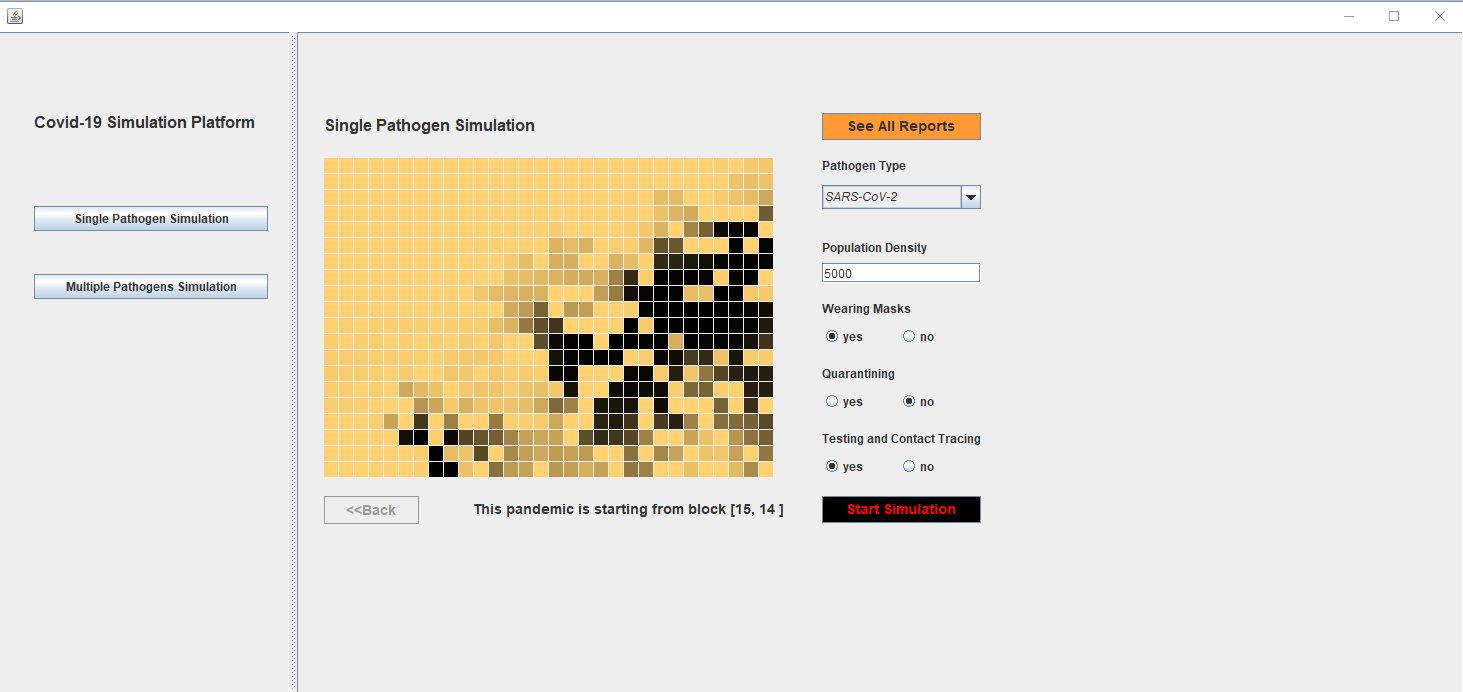 Covid-19 Simulation Platform
Single Pathogen Simulation
Multiple Pathogens Simulation
Single Pathogen Simulation
<<Back
This pandemic is starting from block [15, 14 ]
See All Reports
Pathogen Type
SARS-CoV-2
Population Density
5000
Wearing Masks
yes no
Quarantining
yes no
Testing and Contact Tracing
yes no
Start Simulation